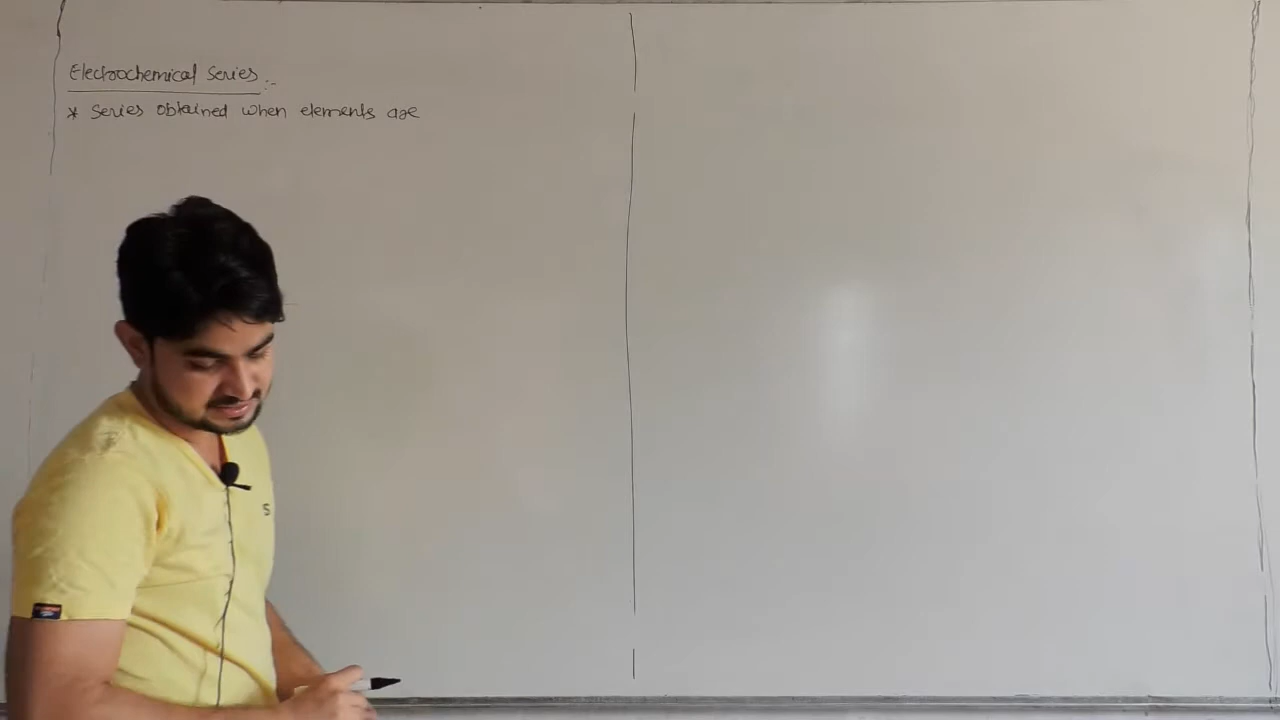 Electrochemical Series :-
* Series obtained when elements are
S